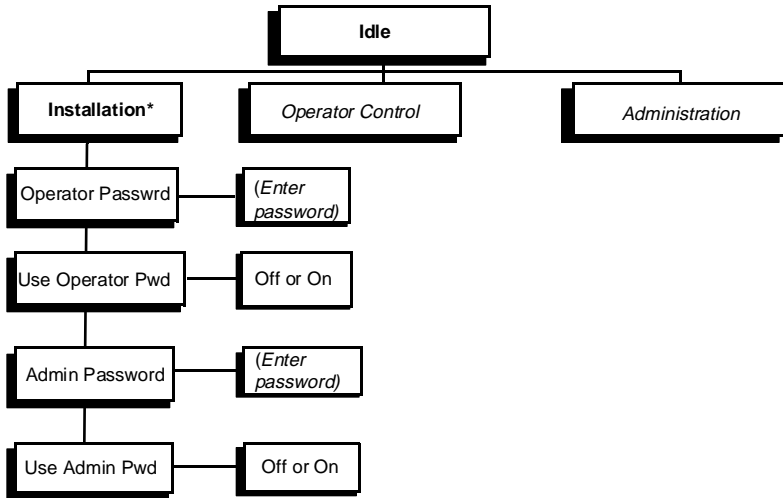 Idle
Installation*
Operator Control
Administration
Operator Passwrd
(Enter
password)
Use Operator Pwd
Off or On
Admin Password
(Enter
password)
Use Admin Pwd
Off or On